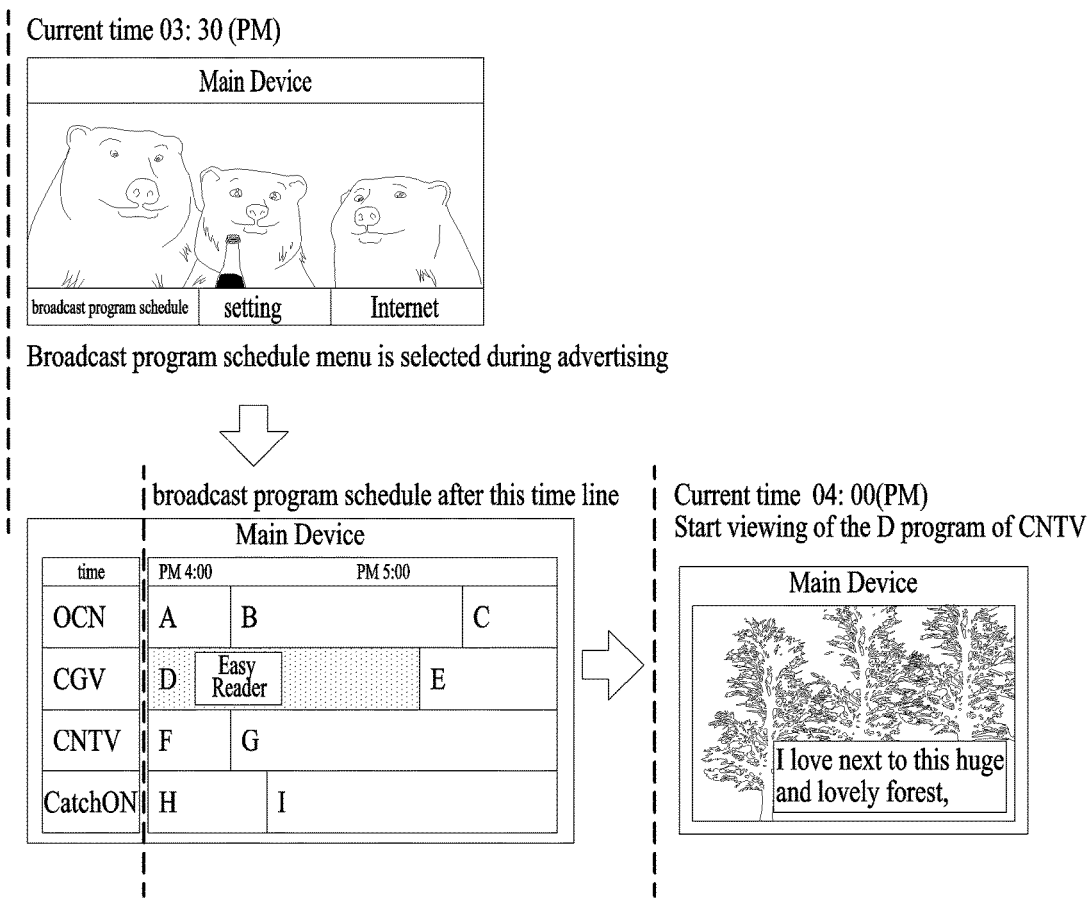 Current time 03: 30 (PM)
Main Device
broadcast program schedule
setting
Internet
Broadcast program schedule menu is selected during advertising
broadcast program schedule after this time line
Main Device
time PM 4:00 PM 5:00
OCN A B C
CGV D Easy Reader E
CNTV F G
CatchON H I
Current time 04: 00(PM)
Start viewing of the D program of CNTV
Main Device
I love next to this huge
and lovely forest,